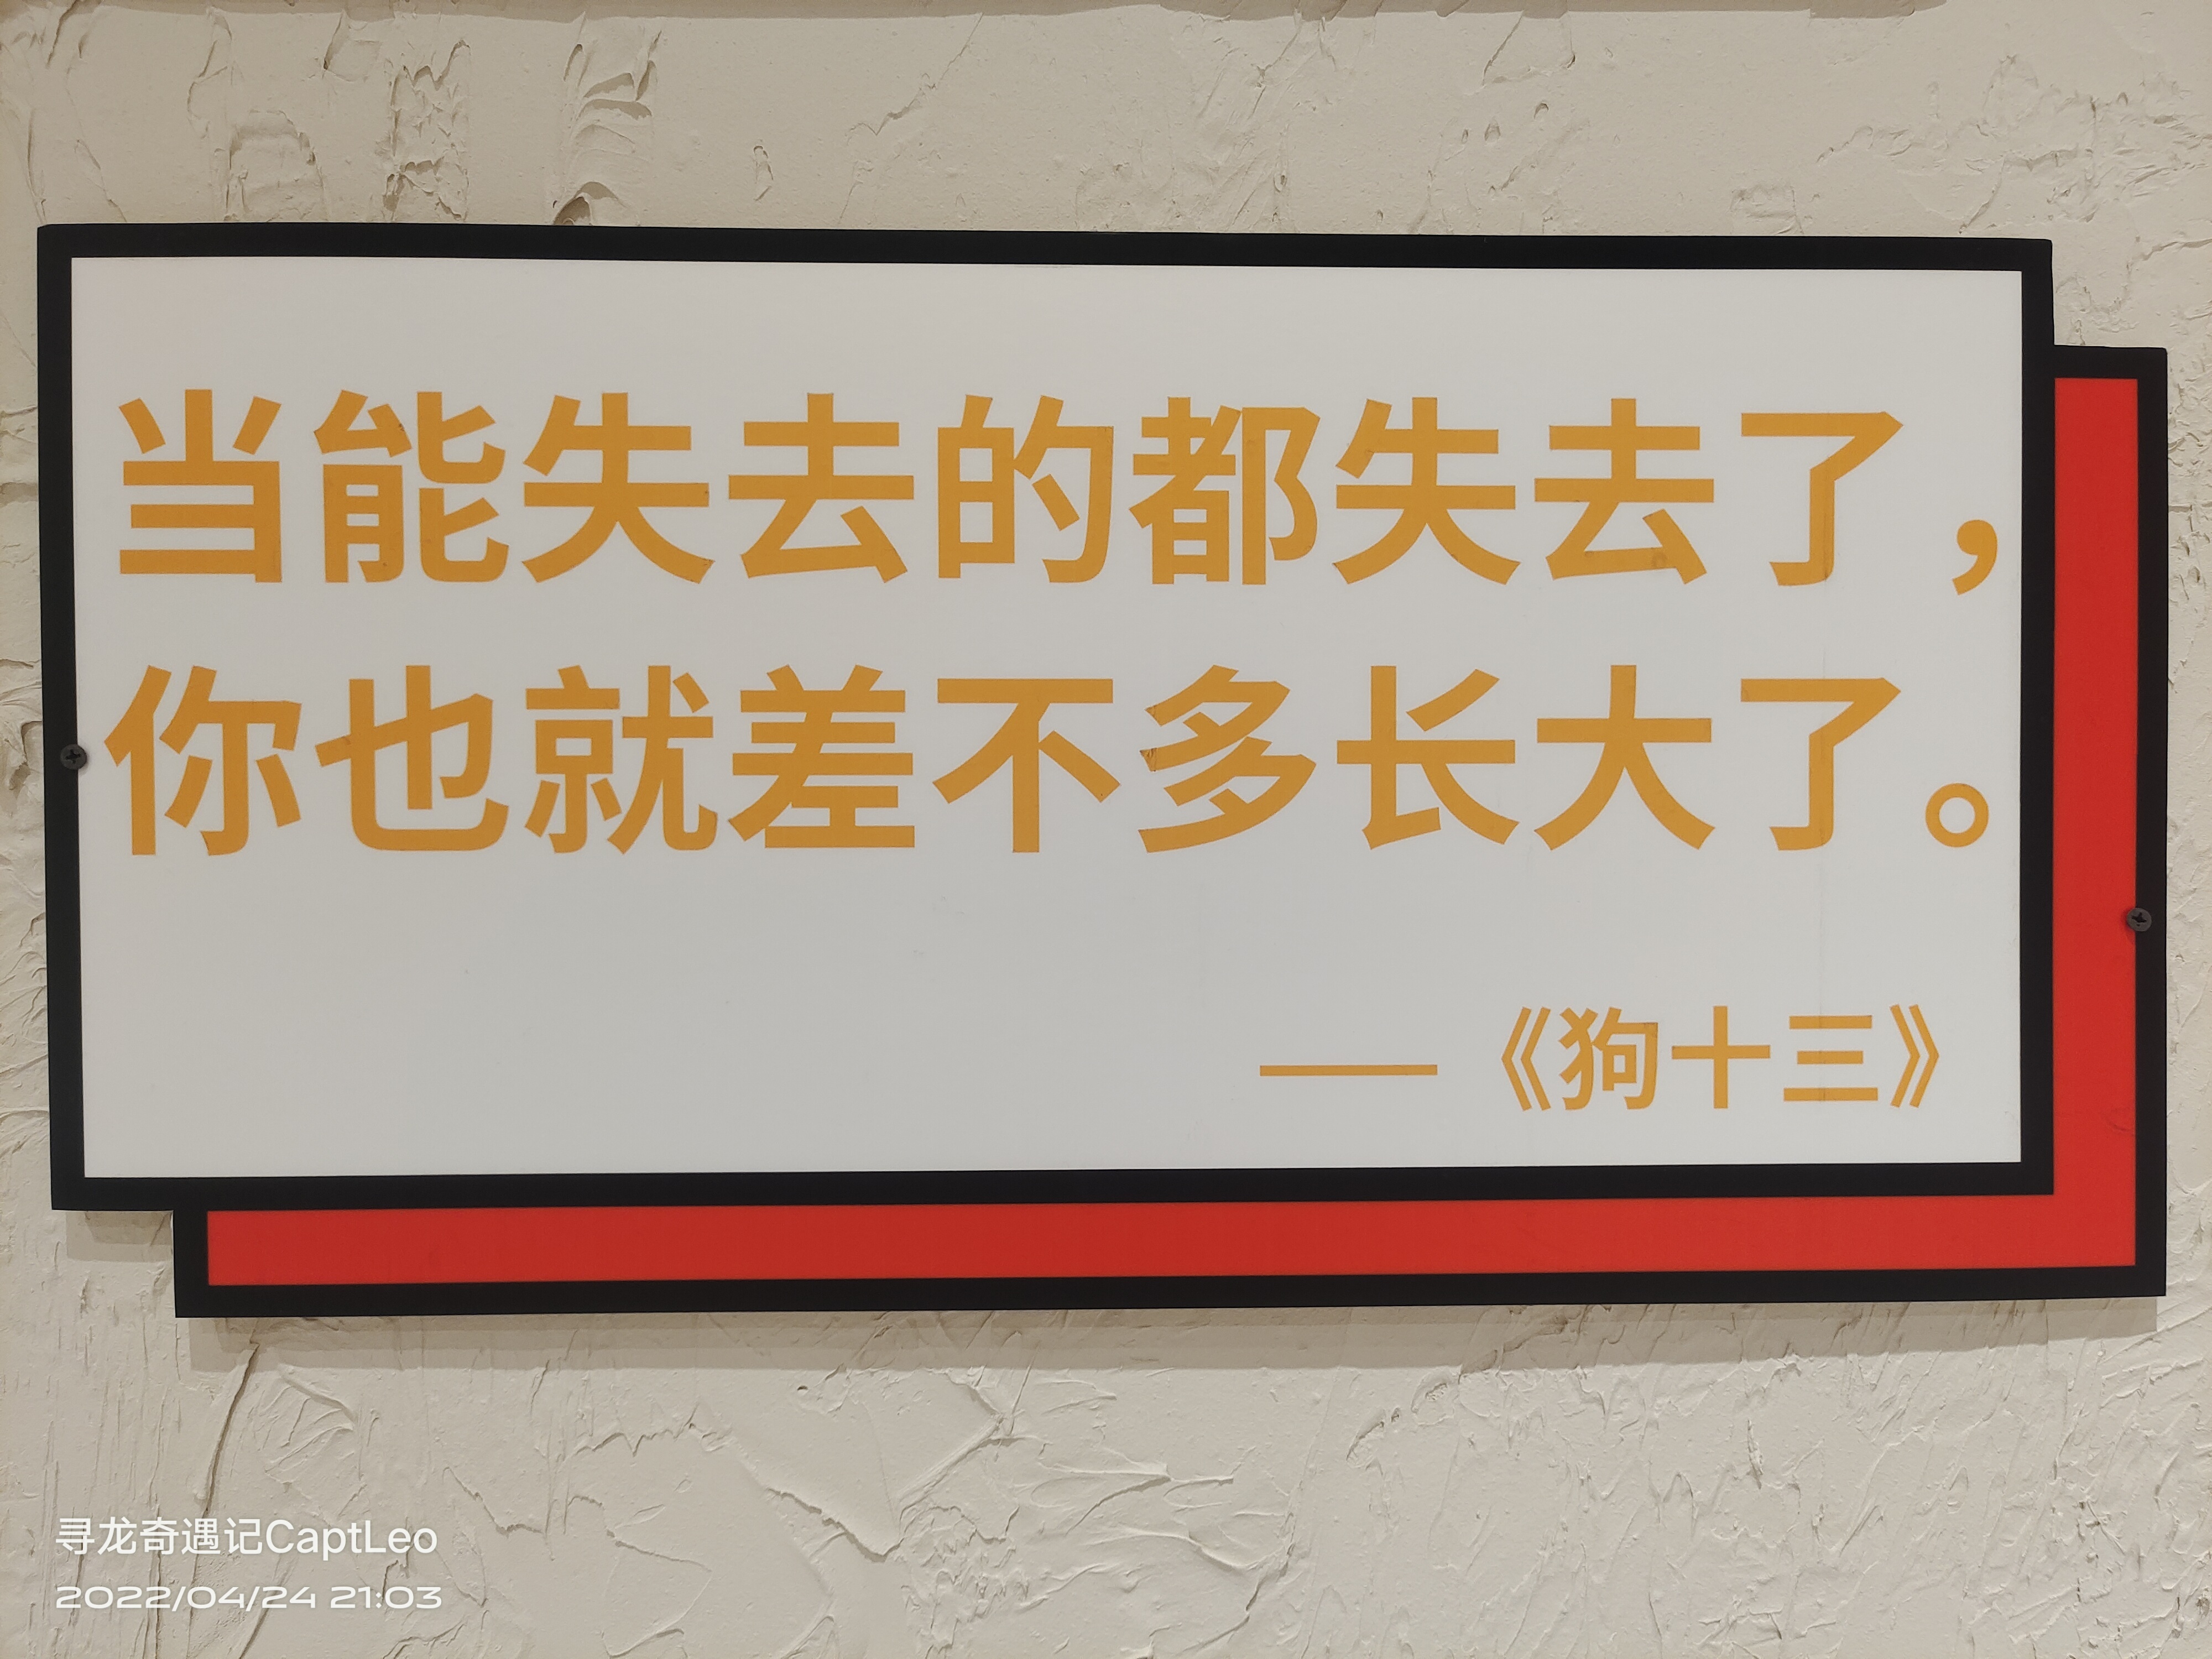 当能失去的都失去了，
你也就差不多长大了。
——《狗十三》
寻龙奇遇记CaptLeo
2022/04/24 21:03